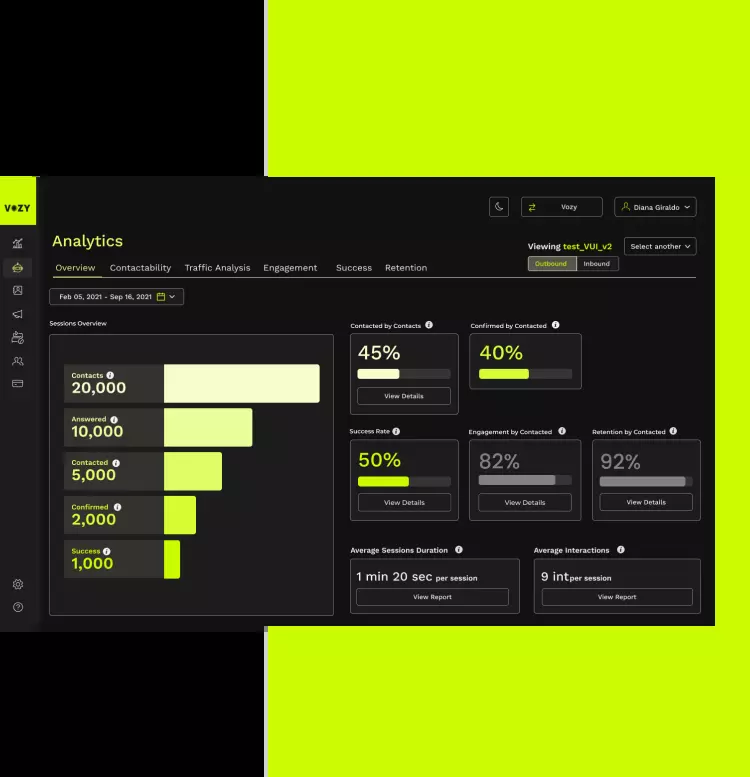 VOZY
Vozy
Diana Giraldo
Analytics
Viewing test_VUI_v2
Select another
Outbound Inbound
Overview Contactability Traffic Analysis Engagement Success Retention
Feb 05, 2021 - Sep 16, 2021
Sessions Overview
Contacts
20,000
Answered
10,000
Contacted
5,000
Confirmed
2,000
Success
1,000
Contacted by Contacts
45%
View Details
Confirmed by Contacted
40%
Success Rate
50%
View Details
Engagement by Contacted
82%
View Details
Retention by Contacted
92%
View Details
Average Sessions Duration
1 min 20 sec per session
View Report
Average Interactions
9 int per session
View Report